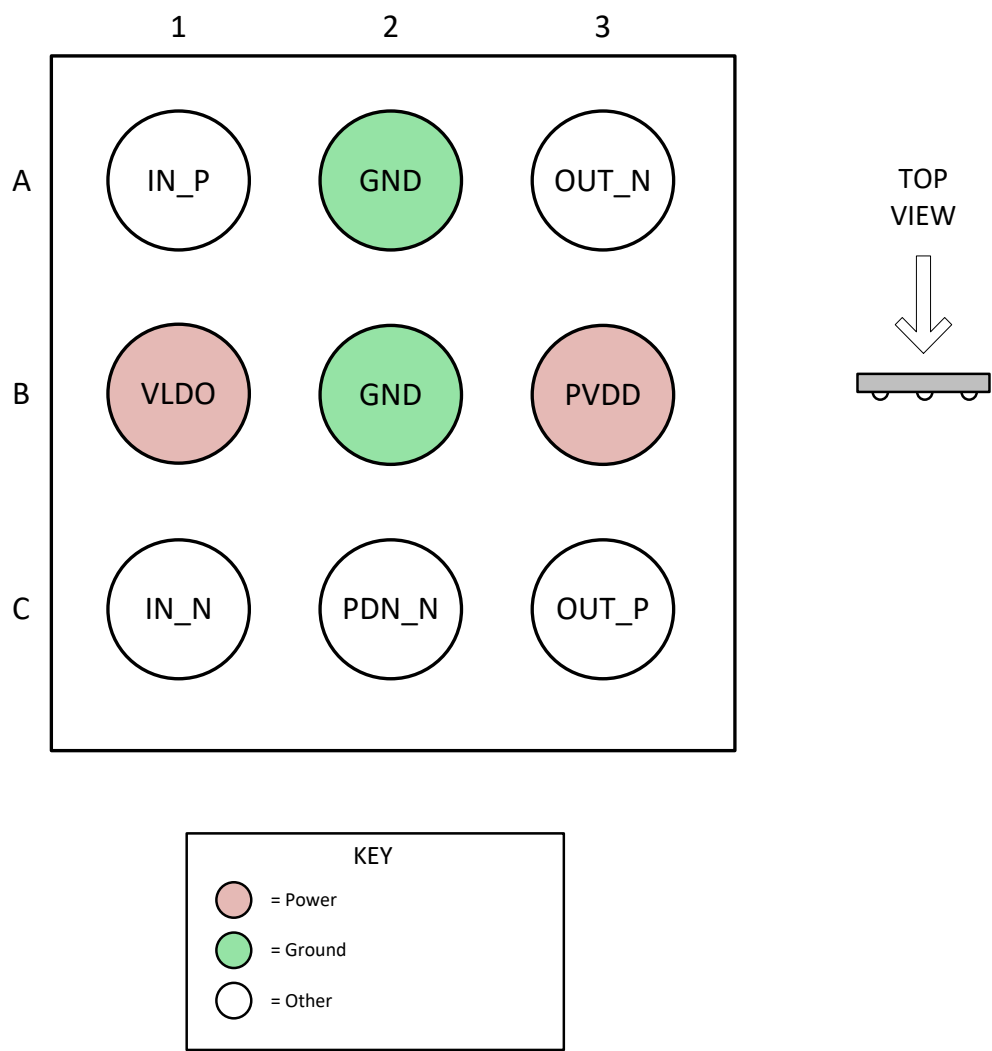 1 2 3
A IN_P GND OUT_N
TOP
VIEW
B VLDO GND PVDD
C IN_N PDN_N OUT_P
KEY
= Power
= Ground
= Other